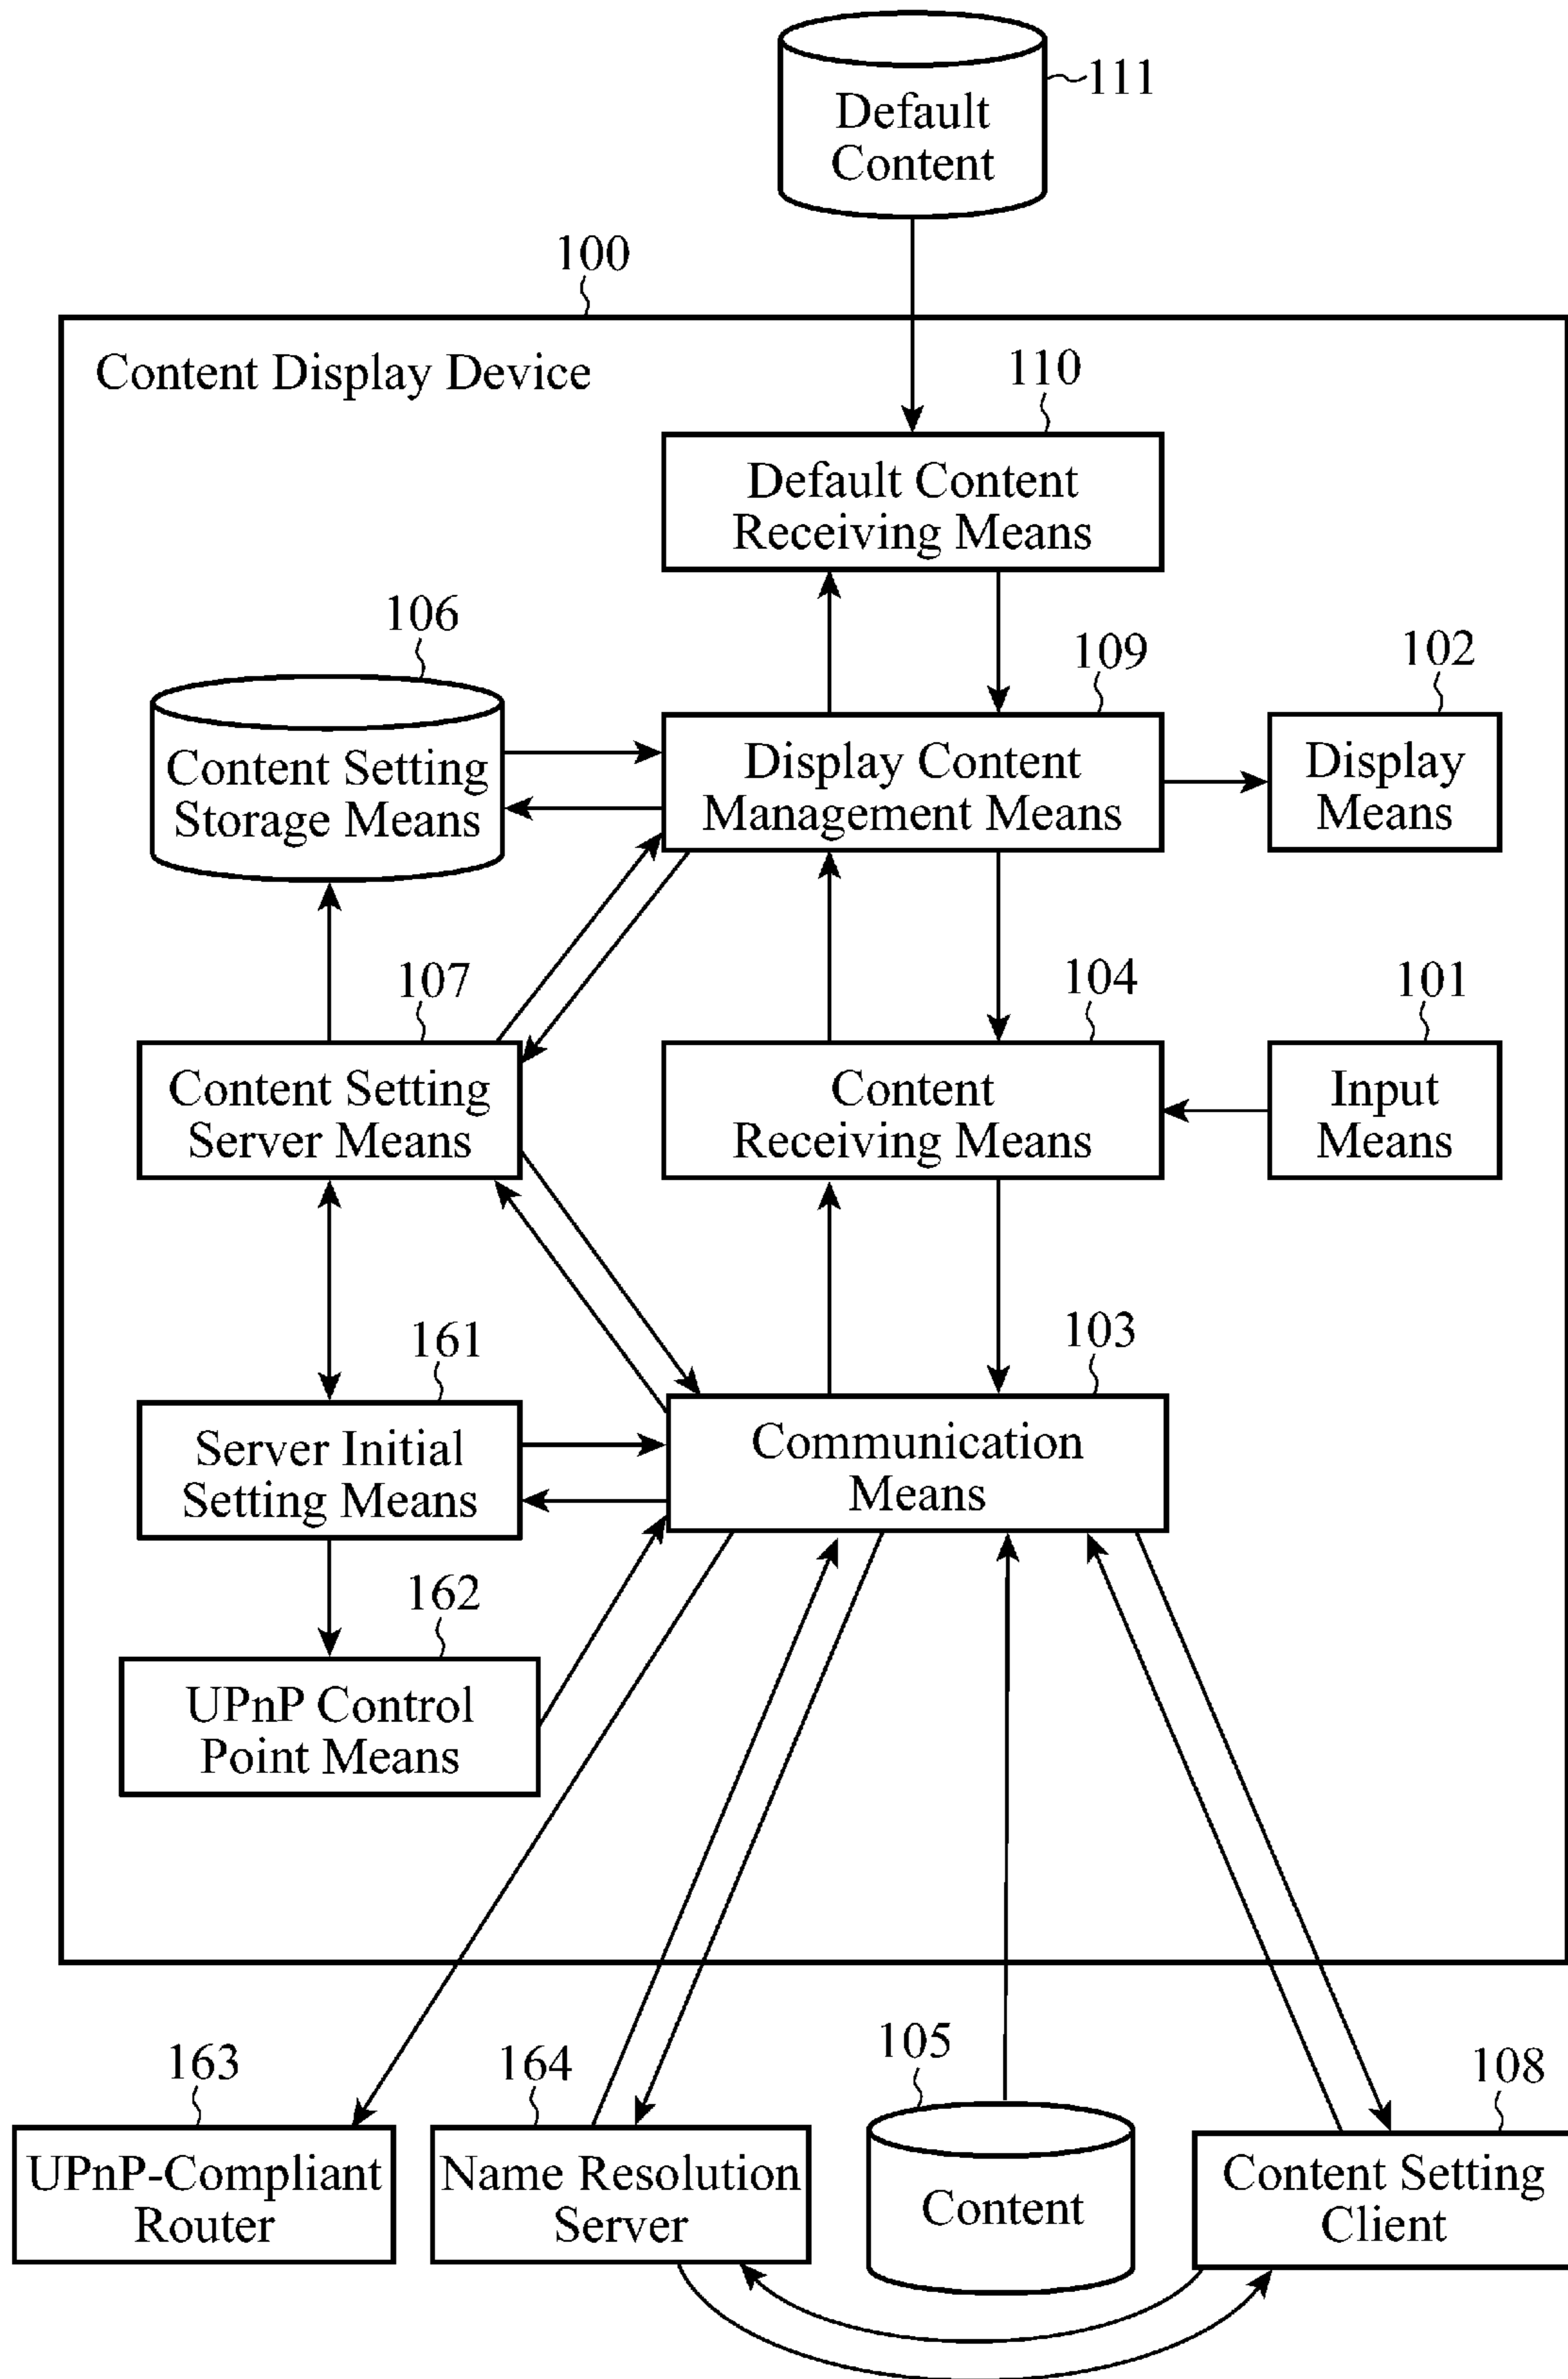 111
Default
Content
100
Content Display Device
110
Default Content
Receiving Means
106
109
102
Content Setting
Storage Means
Display Content
Management Means
Display
Means
107
104
101
Content Setting
Server Means
Content
Receiving Means
Input
Means
161
103
Server Initial
Setting Means
Communication
Means
162
UPnP Control
Point Means
163
164
105
108
UPnP-Compliant
Router
Name Resolution
Server
Content
Content Setting
Client